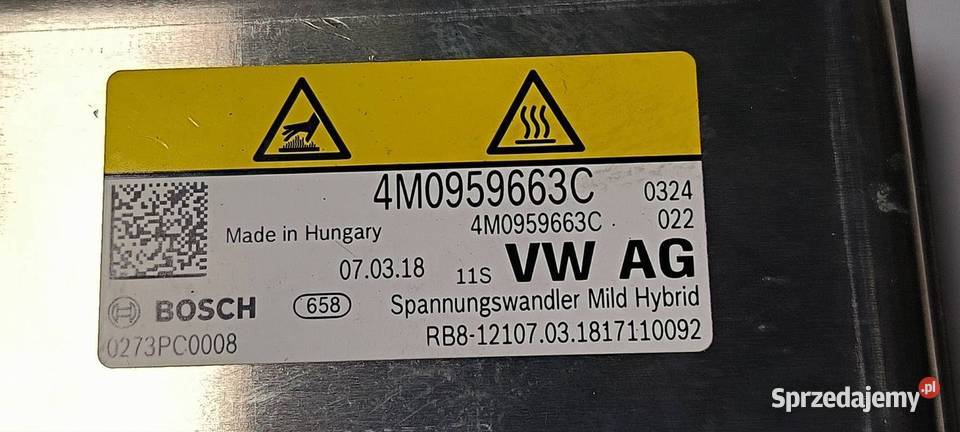 4M0959663C 0324
4M0959663C 022
Made in Hungary
07.03.18 11S VW AG
BOSCH 658 Spannungswandler Mild Hybrid
0273PC0008 RB8-12107.03.1817110092
Sprzedajemy.pl